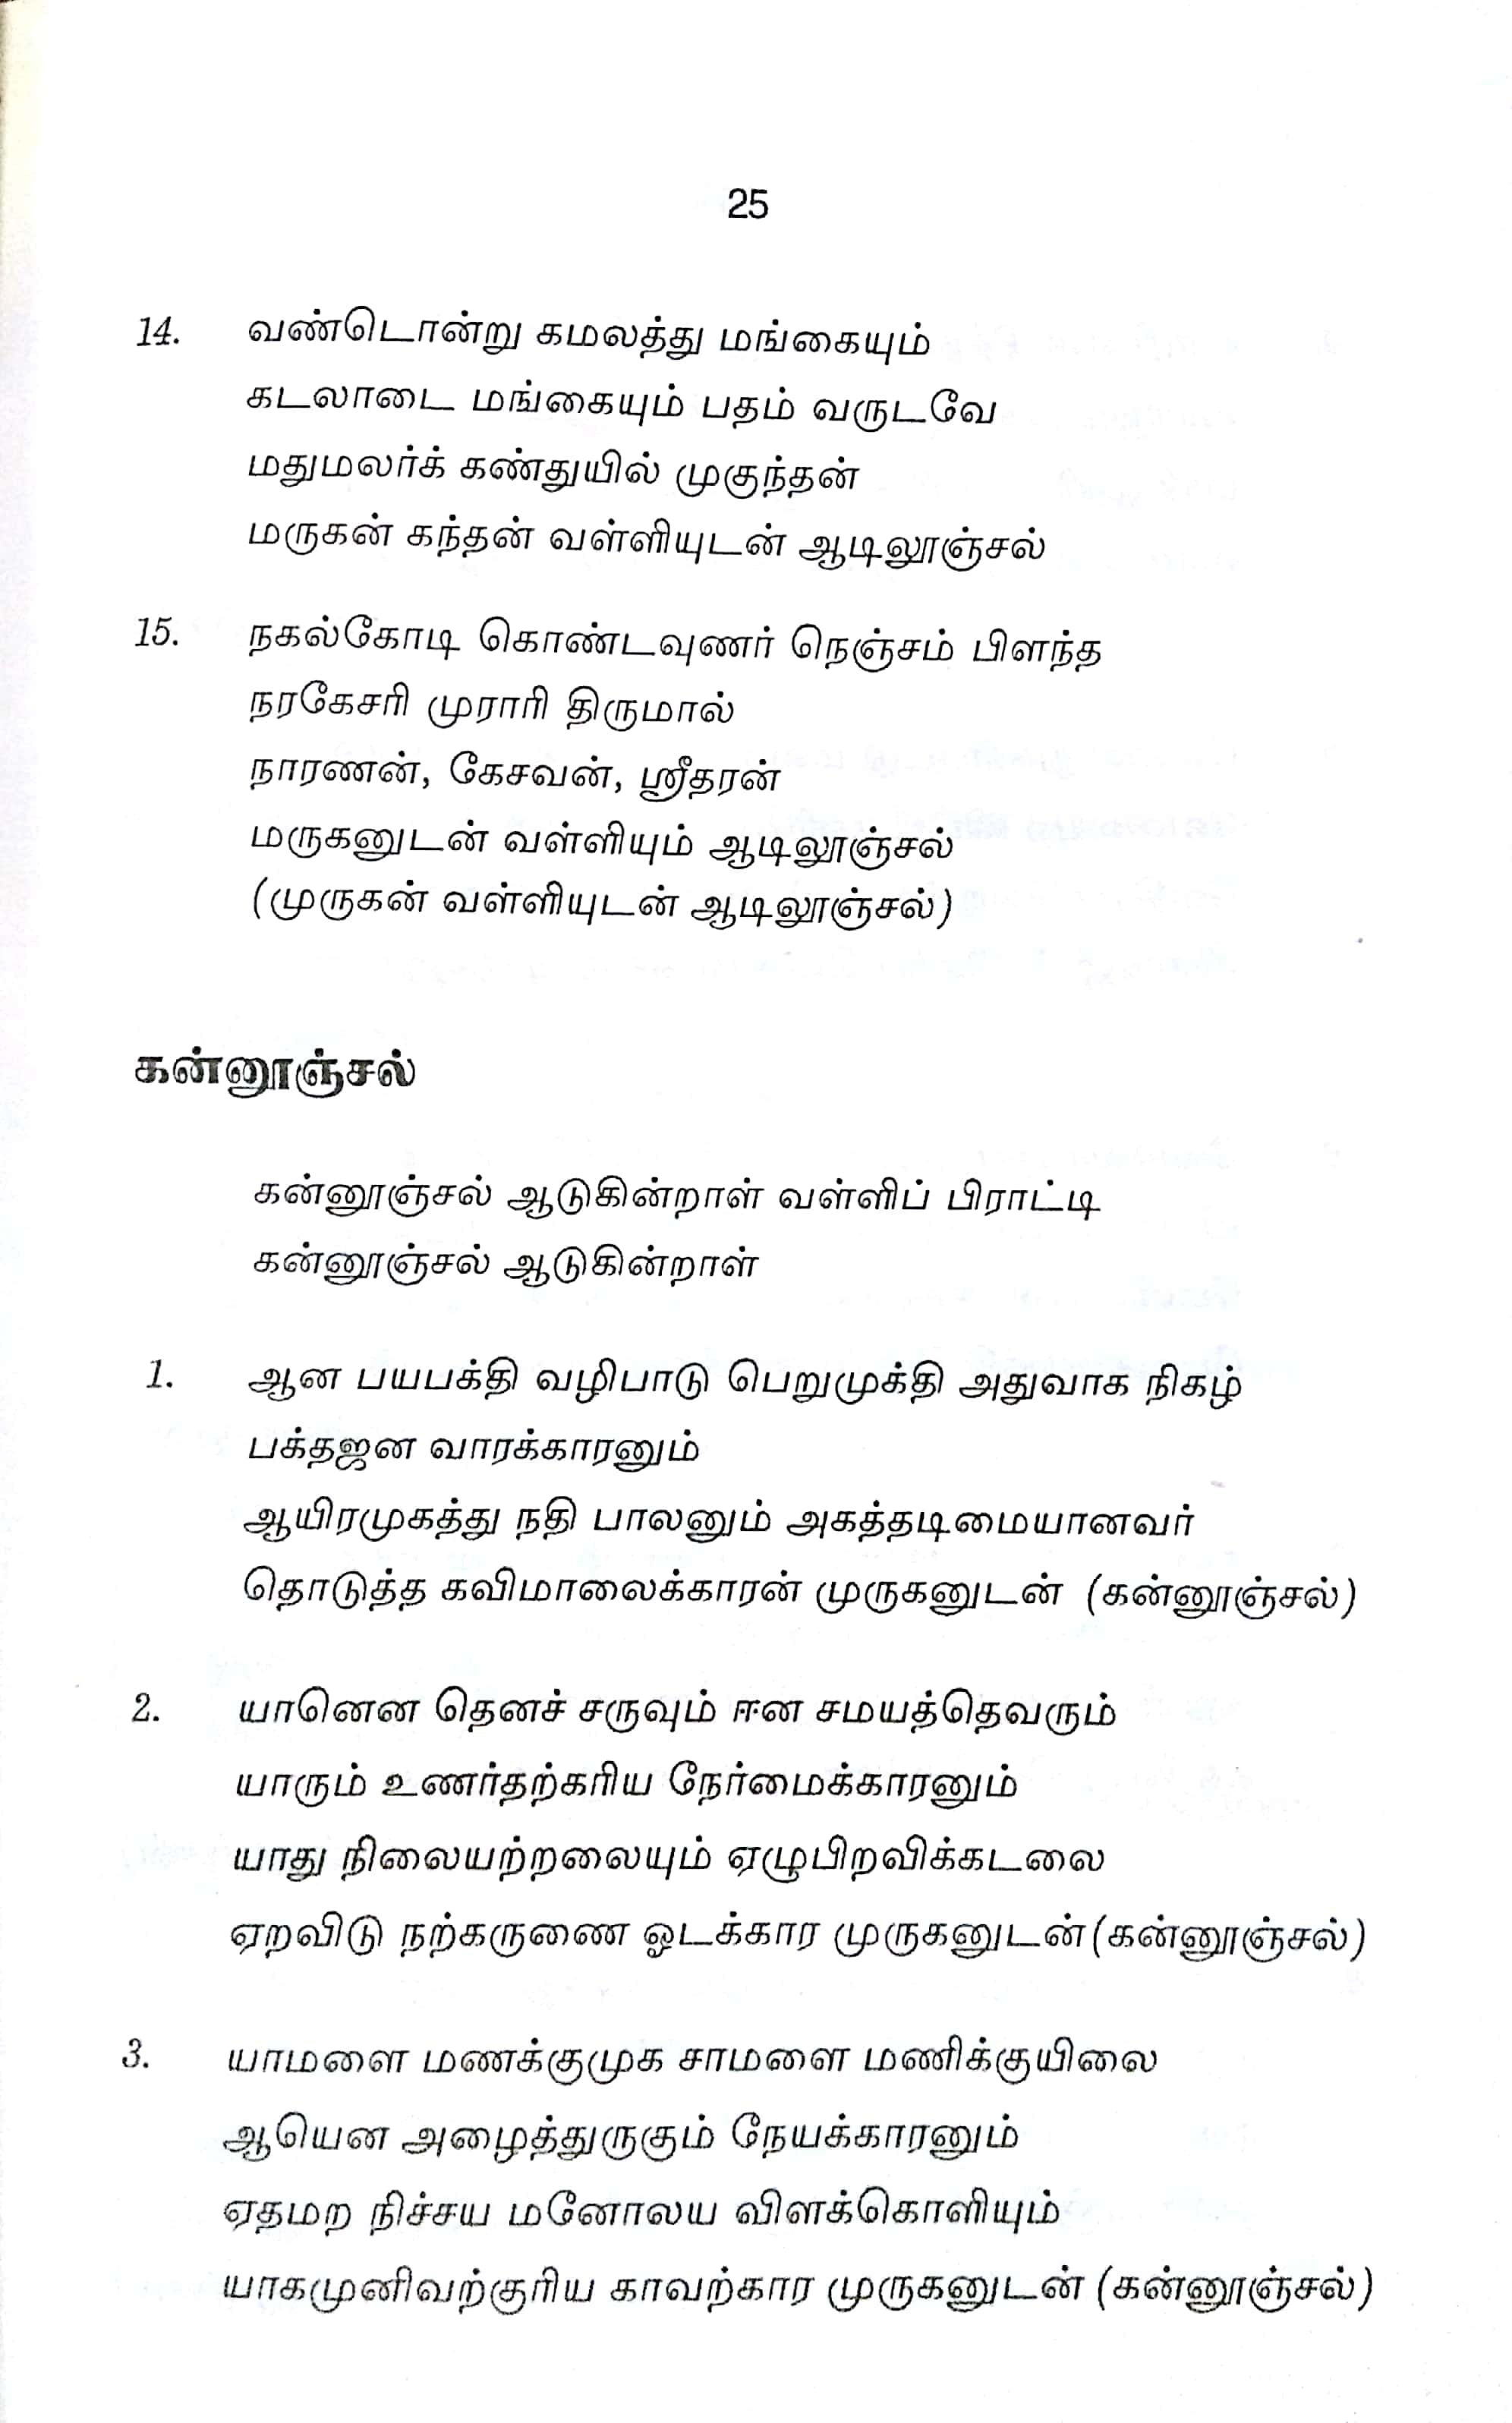 25
14. வண்டொன்று கமலத்து மங்கையும்
கடலாடை மங்கையும் பதம் வருடவே
மதுமலர்க் கண்துயில் முகுந்தன்
மருகன் கந்தன் வள்ளியுடன் ஆடிலூஞ்சல்
15. நகல்கோடி கொண்டவுணர் நெஞ்சம் பிளந்த
நரகேசரி முராரி திருமால்
நாரணன், கேசவன், ஸ்ரீதரன்
மருகனுடன் வள்ளியும் ஆடிலூஞ்சல்
(முருகன் வள்ளியுடன் ஆடிலூஞ்சல்)
கன்னூஞ்சல்
கன்னூஞ்சல் ஆடுகின்றாள் வள்ளிப் பிராட்டி
கன்னூஞ்சல் ஆடுகின்றாள்
1. ஆன பயபக்தி வழிபாடு பெறுமுக்தி அதுவாக நிகழ்
பக்தஜன வாரக்காரனும்
ஆயிரமுகத்து நதி பாலனும் அகத்தடிமையானவர்
தொடுத்த கவிமாலைக்காரன் முருகனுடன் (கன்னூஞ்சல்)
2. யானென தெனச் சருவும் ஈன சமயத்தெவரும்
யாரும் உணர்தற்கரிய நேர்மைக்காரனும்
யாது நிலையற்றலையும் ஏழுபிறவிக்கடலை
ஏறவிடு நற்கருணை ஓடக்கார முருகனுடன்(கன்னூஞ்சல்)
3. யாமளை மணக்குமுக சாமளை மணிக்குயிலை
ஆயென அழைத்துருகும் நேயக்காரனும்
ஏதமற நிச்சய மனோலய விளக்கொளியும்
யாகமுனிவற்குரிய காவற்கார முருகனுடன் (கன்னூஞ்சல்)